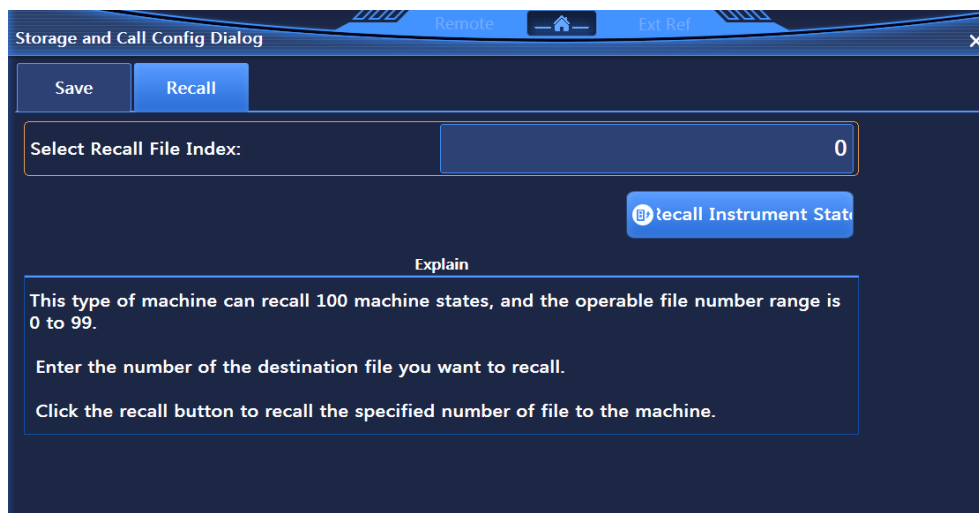 Remote
Ext Ref
Storage and Call Config Dialog
Save
Recall
Select Recall File Index:
0
Recall Instrument State
Explain
This type of machine can recall 100 machine states, and the operable file number range is
0 to 99.
Enter the number of the destination file you want to recall.
Click the recall button to recall the specified number of file to the machine.